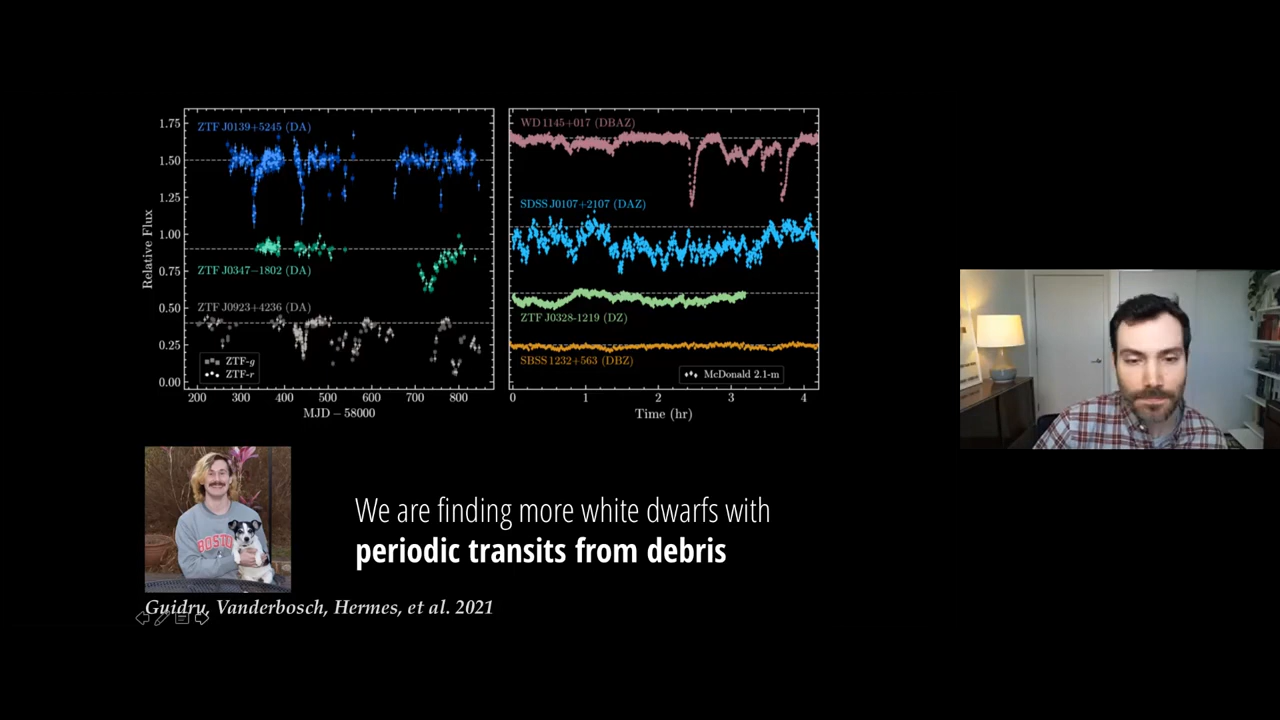 1.75
1.50
1.25
1.00
0.75
0.50
0.25
0.00
Relative Flux
ZTF J0139+5245 (DA)
ZTF J0347−1802 (DA)
ZTF J0923+4236 (DA)
ZTF-g
ZTF-r
200 300 400 500 600 700 800
MJD − 58000
WD 1145+017 (DBAZ)
SDSS J0107+2107 (DAZ)
ZTF J0328-1219 (DZ)
SBSS 1232+563 (DBZ)
McDonald 2.1-m
0 1 2 3 4
Time (hr)
BOSTO
We are finding more white dwarfs with
periodic transits from debris
Guidry, Vanderbosch, Hermes, et al. 2021